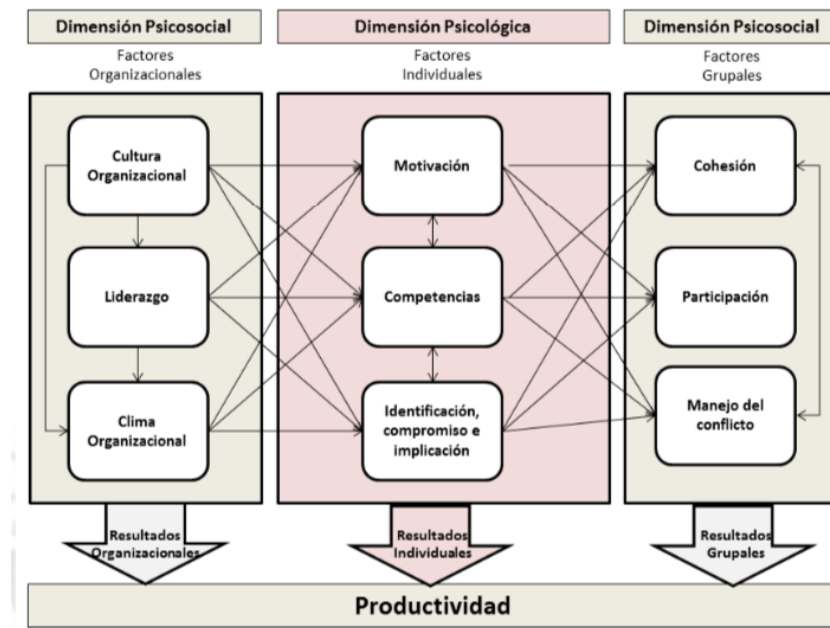 Dimensión Psicosocial
Factores
Organizacionales
Cultura
Organizacional
Liderazgo
Clima
Organizacional
Resultados
Organizacionales
Dimensión Psicológica
Factores
Individuales
Motivación
Competencias
Identificación,
compromiso e
implicación
Resultados
Individuales
Dimensión Psicosocial
Factores
Grupales
Cohesión
Participación
Manejo del
conflicto
Resultados
Grupales
Productividad